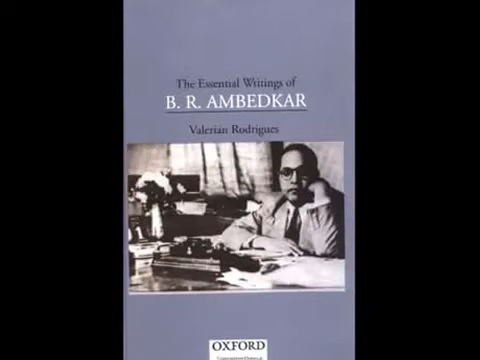 The Essential Writings of
B. R. AMBEDKAR
Valerian Rodrigues
OXFORD